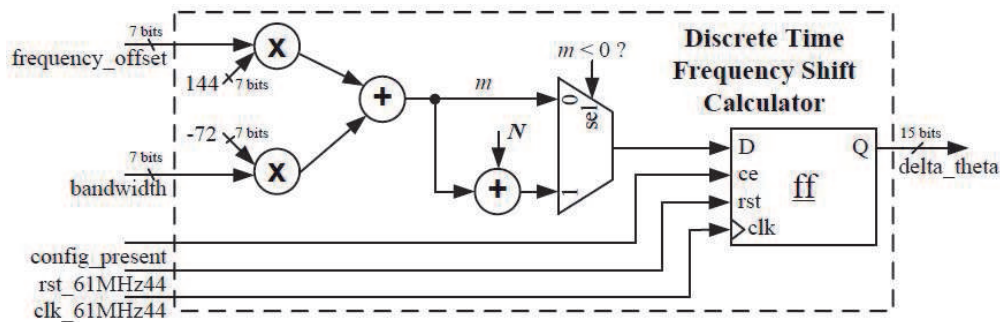 7 bits
frequency_offset
144
7 bits
X
-72
7 bits
7 bits
bandwidth
X
+
m
N
+
m < 0 ?
0
sel
1
Discrete Time
Frequency Shift
Calculator
D
Q
ce
ff
rst
clk
15 bits
delta_theta
config_present
rst_61MHz44
clk_61MHz44